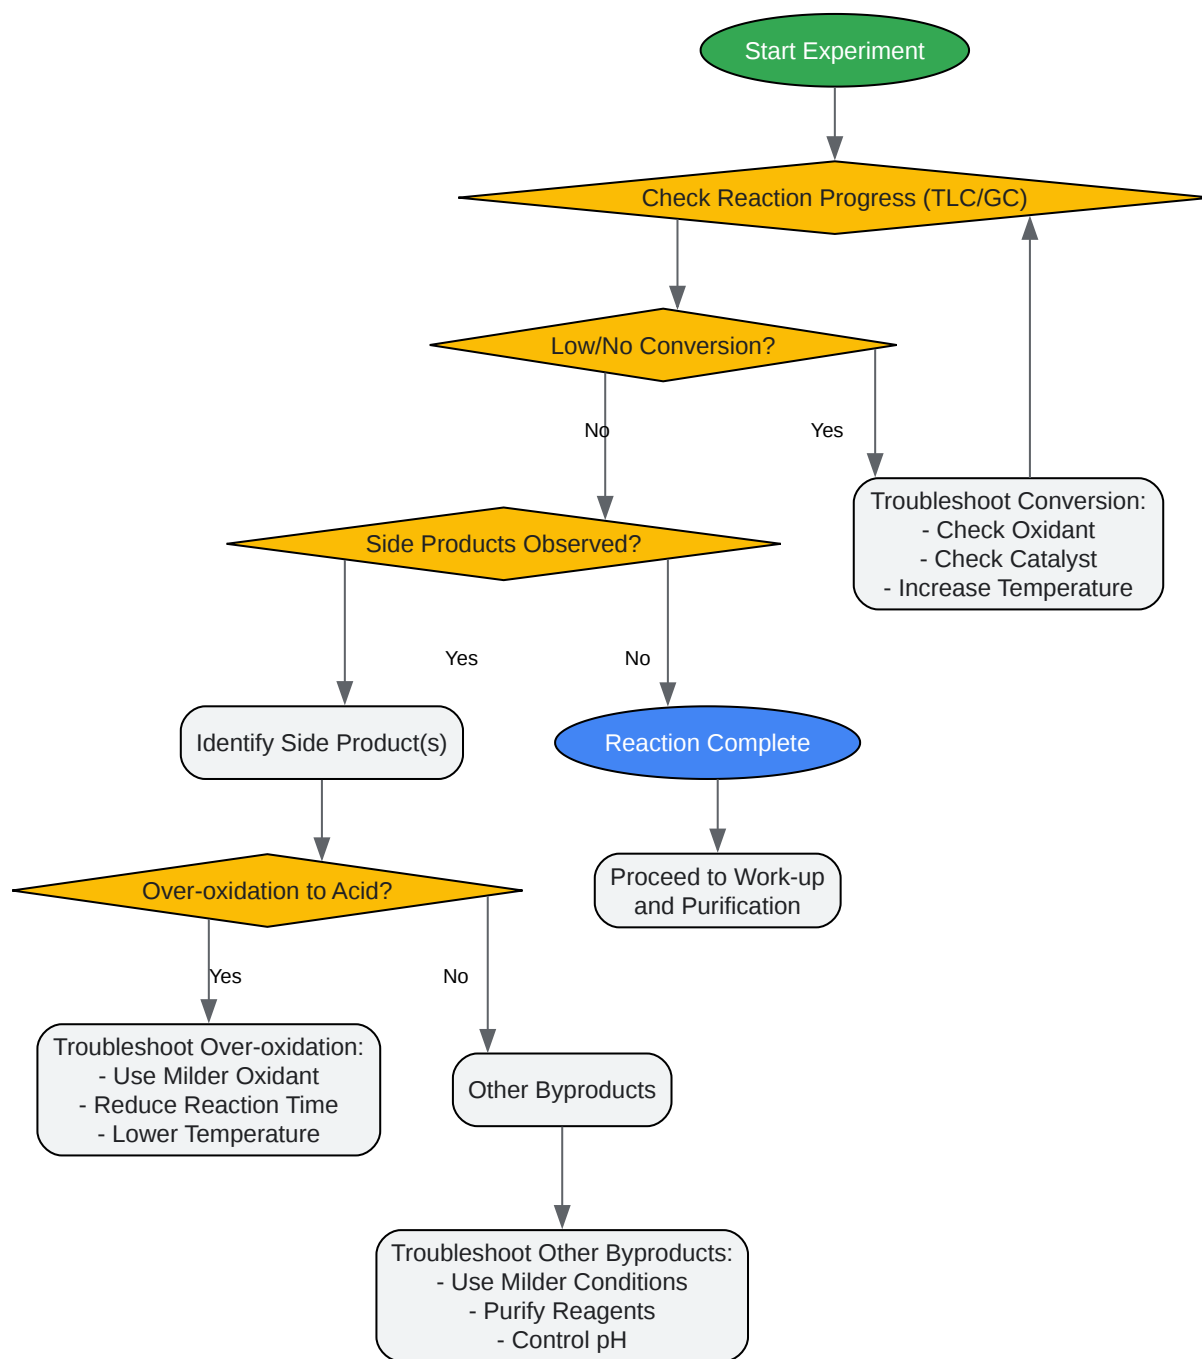 Start Experiment
Check Reaction Progress (TLC/GC)
Low/No Conversion?
No
Yes
Troubleshoot Conversion:
- Check Oxidant
- Check Catalyst
- Increase Temperature
Side Products Observed?
Yes
No
Identify Side Product(s)
Reaction Complete
Proceed to Work-up
and Purification
Over-oxidation to Acid?
Yes
No
Troubleshoot Over-oxidation:
- Use Milder Oxidant
- Reduce Reaction Time
- Lower Temperature
Other Byproducts
Troubleshoot Other Byproducts:
- Use Milder Conditions
- Purify Reagents
- Control pH